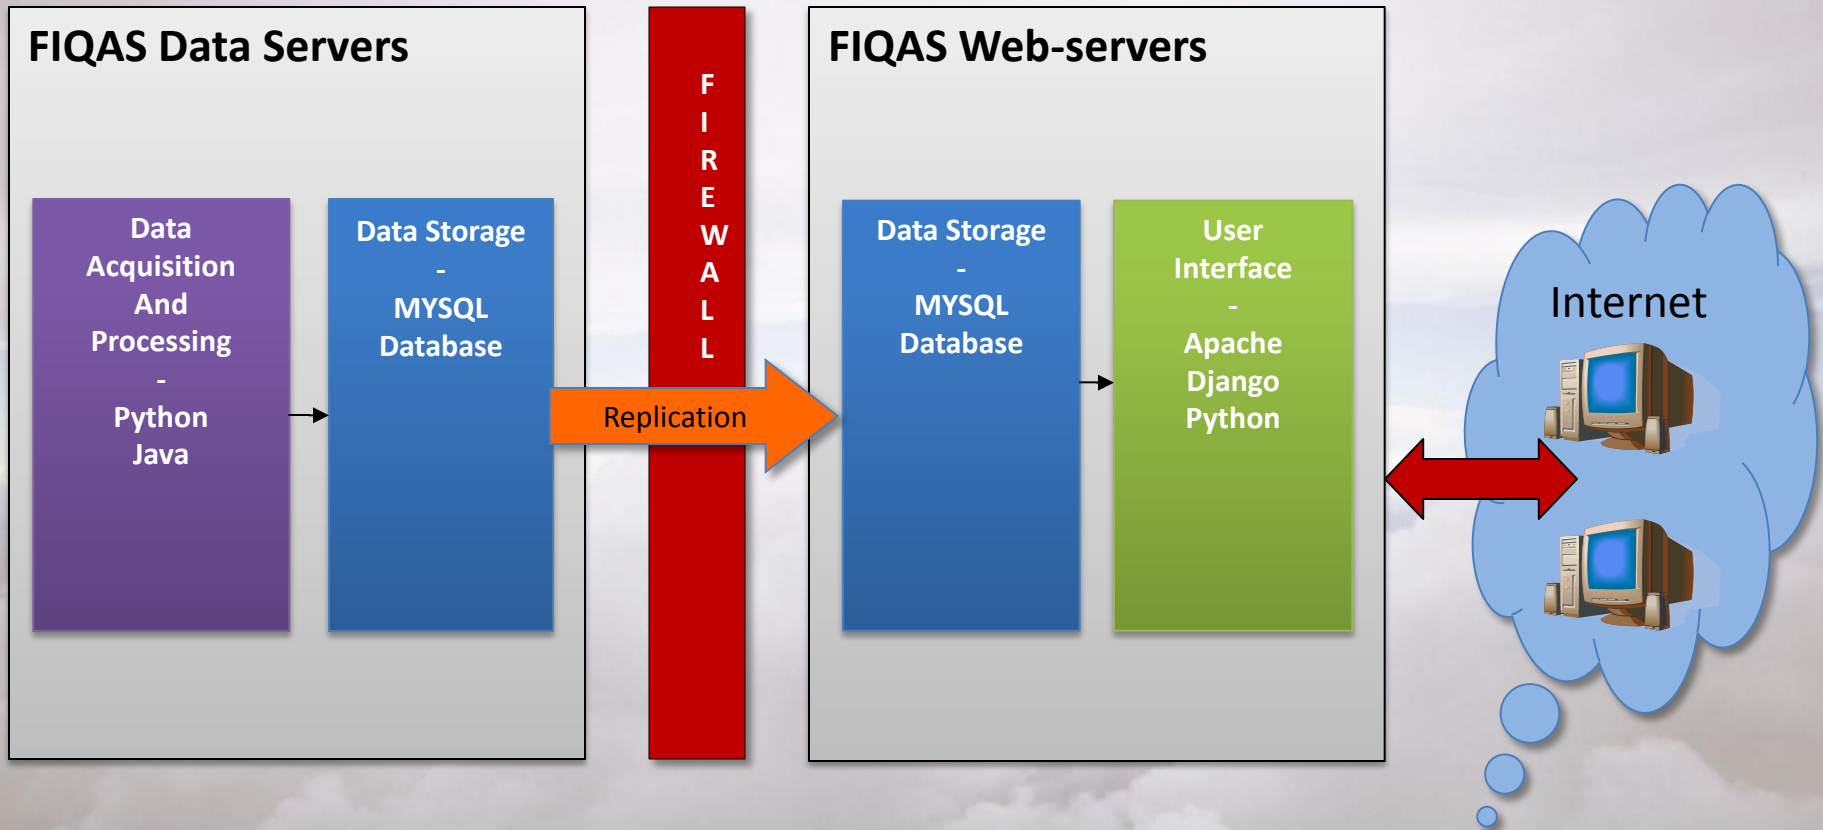 FIQAS Data Servers
Data
Acquisition
And
Processing
-
Python
Java
Data Storage
-
MYSQL
Database
F
I
R
E
W
A
L
L
Replication
FIQAS Web-servers
Data Storage
-
MYSQL
Database
User
Interface
-
Apache
Django
Python
Internet